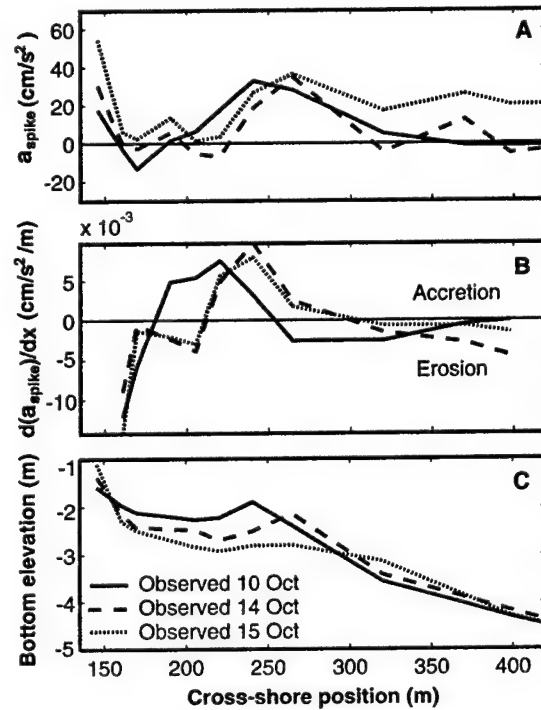 A
a_spike (cm/s²)
60
40
20
0
-20
x 10⁻³
B
d(a_spike)/dx (cm/s²/m)
5
0
-5
-10
Accretion
Erosion
C
Bottom elevation (m)
-1
-2
-3
-4
-5
Observed 10 Oct
Observed 14 Oct
Observed 15 Oct
150 200 250 300 350 400
Cross-shore position (m)